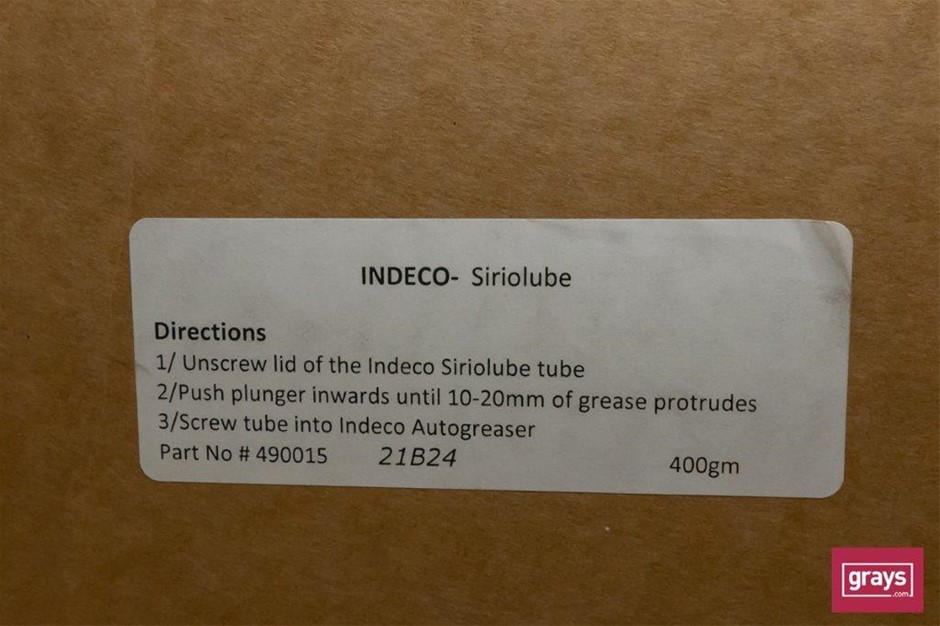 INDECO- Siriolube
Directions
1/ Unscrew lid of the Indeco Siriolube tube
2/Push plunger inwards until 10-20mm of grease protrudes
3/Screw tube into Indeco Autogreaser
Part No # 490015 21B24 400gm
grays
.com